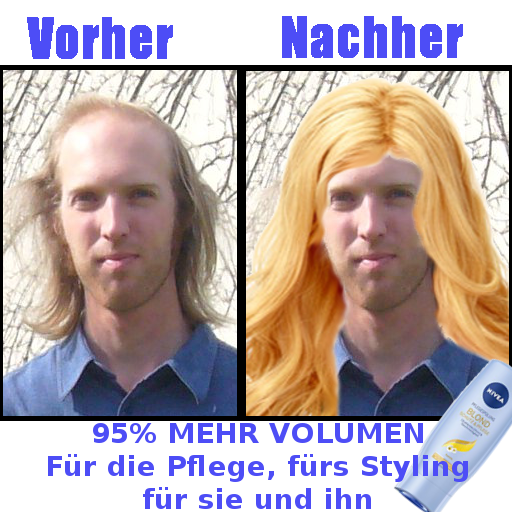 Vorher
Nachher
95% MEHR VOLUMEN
Für die Pflege, fürs Styling
für sie und ihn
NIVEA
BLOND